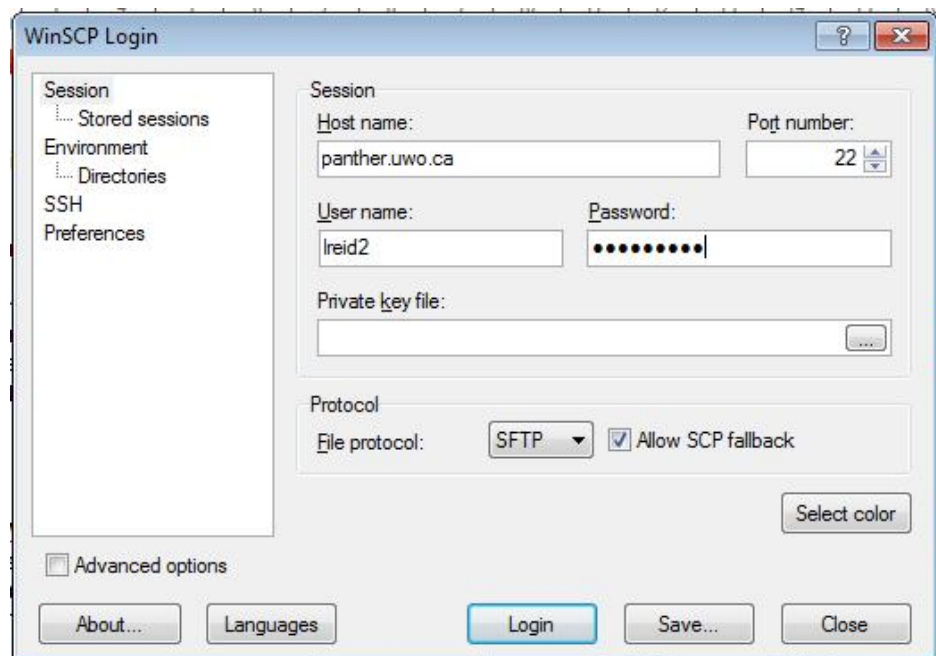 WinSCP Login
Session
Stored sessions
Environment
Directories
SSH
Preferences
Session
Host name:
Port number:
panther.uwo.ca
22
User name:
Password:
lreid2
●●●●●●●●●
Private key file:
...
Protocol
File protocol:
SFTP
Allow SCP fallback
Select color
Advanced options
About...
Languages
Login
Save...
Close